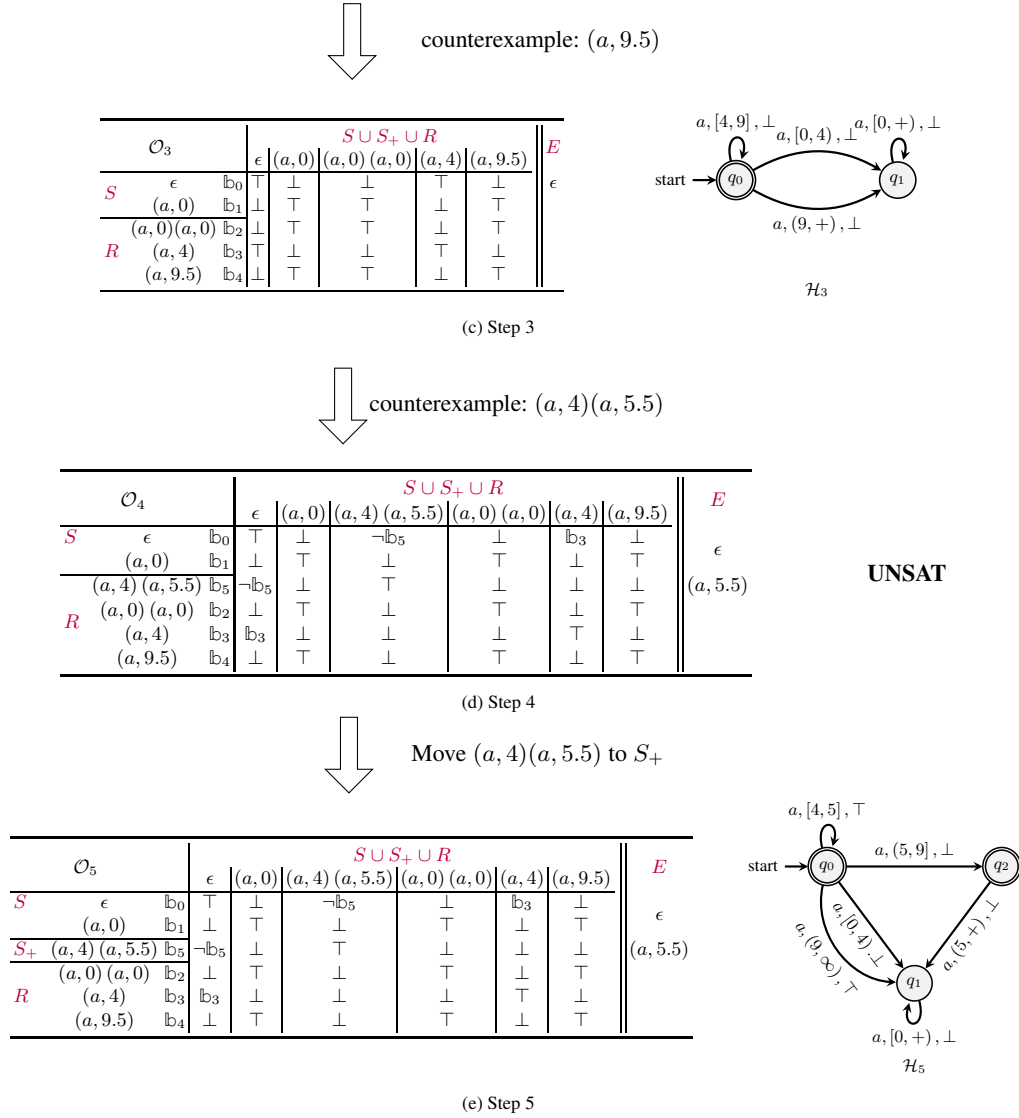 counterexample: (a, 9.5)
𝒪₃ S ∪ S₊ ∪ R E
ϵ (a, 0) (a, 0) (a, 0) (a, 4) (a, 9.5)
S ϵ 𝕓₀ ⊤ ⊥ ⊥ ⊤ ⊥ ϵ
(a, 0) 𝕓₁ ⊥ ⊤ ⊤ ⊥ ⊤
(a, 0)(a, 0) 𝕓₂ ⊥ ⊤ ⊤ ⊥ ⊤
R (a, 4) 𝕓₃ ⊤ ⊥ ⊥ ⊤ ⊥
(a, 9.5) 𝕓₄ ⊥ ⊤ ⊤ ⊥ ⊤
a, [4, 9] , ⊥
a, [0, 4) , ⊥
a, [0, +) , ⊥
start q₀ q₁
a, (9, +) , ⊥
ℋ₃
(c) Step 3
counterexample: (a, 4)(a, 5.5)
𝒪₄ S ∪ S₊ ∪ R E
ϵ (a, 0) (a, 4) (a, 5.5) (a, 0) (a, 0) (a, 4) (a, 9.5)
S ϵ 𝕓₀ ⊤ ⊥ ¬𝕓₅ ⊥ 𝕓₃ ⊥ ϵ
(a, 0) 𝕓₁ ⊥ ⊤ ⊥ ⊤ ⊥ ⊤
(a, 4) (a, 5.5) 𝕓₅ ¬𝕓₅ ⊥ ⊤ ⊥ ⊥ ⊥ (a, 5.5)
R (a, 0) (a, 0) 𝕓₂ ⊥ ⊤ ⊥ ⊤ ⊥ ⊤
(a, 4) 𝕓₃ 𝕓₃ ⊥ ⊥ ⊥ ⊤ ⊥
(a, 9.5) 𝕓₄ ⊥ ⊤ ⊥ ⊤ ⊥ ⊤
UNSAT
(d) Step 4
Move (a, 4)(a, 5.5) to S₊
𝒪₅ S ∪ S₊ ∪ R E
ϵ (a, 0) (a, 4) (a, 5.5) (a, 0) (a, 0) (a, 4) (a, 9.5)
S ϵ 𝕓₀ ⊤ ⊥ ¬𝕓₅ ⊥ 𝕓₃ ⊥ ϵ
(a, 0) 𝕓₁ ⊥ ⊤ ⊥ ⊤ ⊥ ⊤
S₊ (a, 4) (a, 5.5) 𝕓₅ ¬𝕓₅ ⊥ ⊤ ⊥ ⊥ ⊥ (a, 5.5)
(a, 0) (a, 0) 𝕓₂ ⊥ ⊤ ⊥ ⊤ ⊥ ⊤
R (a, 4) 𝕓₃ 𝕓₃ ⊥ ⊥ ⊥ ⊤ ⊥
(a, 9.5) 𝕓₄ ⊥ ⊤ ⊥ ⊤ ⊥ ⊤
a, [4, 5] , ⊤
a, (5, 9] , ⊥
start q₀ q₂
a, [0, 4) , ⊥
a, (9, ∞) , ⊤
a, (5, +) , ⊥
q₁
a, [0, +) , ⊥
ℋ₅
(e) Step 5